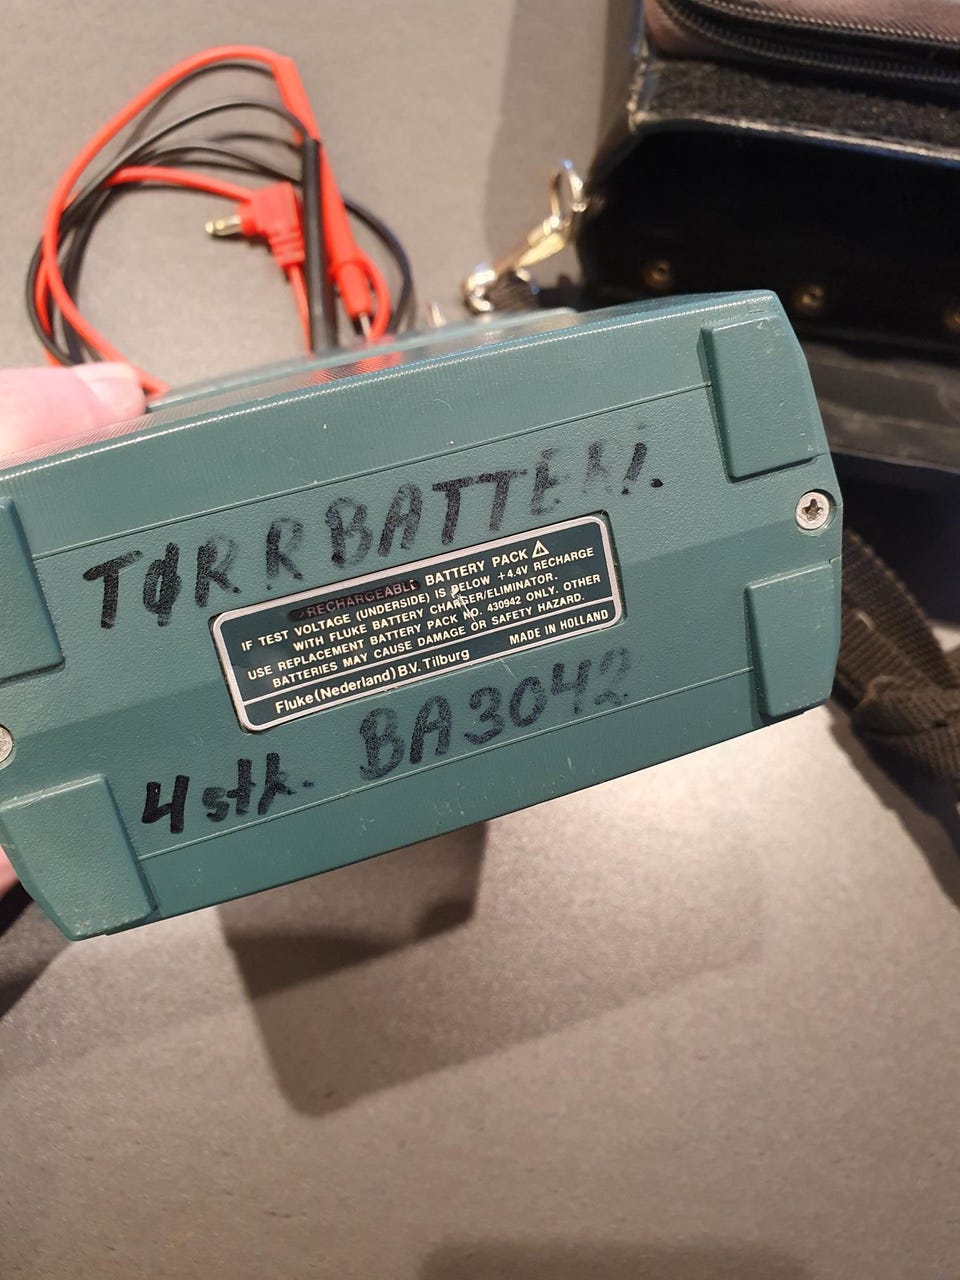 TØRRBATTERI.
RECHARGEABLE BATTERY PACK ⚠
IF TEST VOLTAGE (UNDERSIDE) IS BELOW +4.4V RECHARGE
WITH FLUKE BATTERY CHARGER/ELIMINATOR.
USE REPLACEMENT BATTERY PACK NO. 430942 ONLY. OTHER
BATTERIES MAY CAUSE DAMAGE OR SAFETY HAZARD.
Fluke (Nederland) B.V. Tilburg MADE IN HOLLAND
4 stk. BA3042